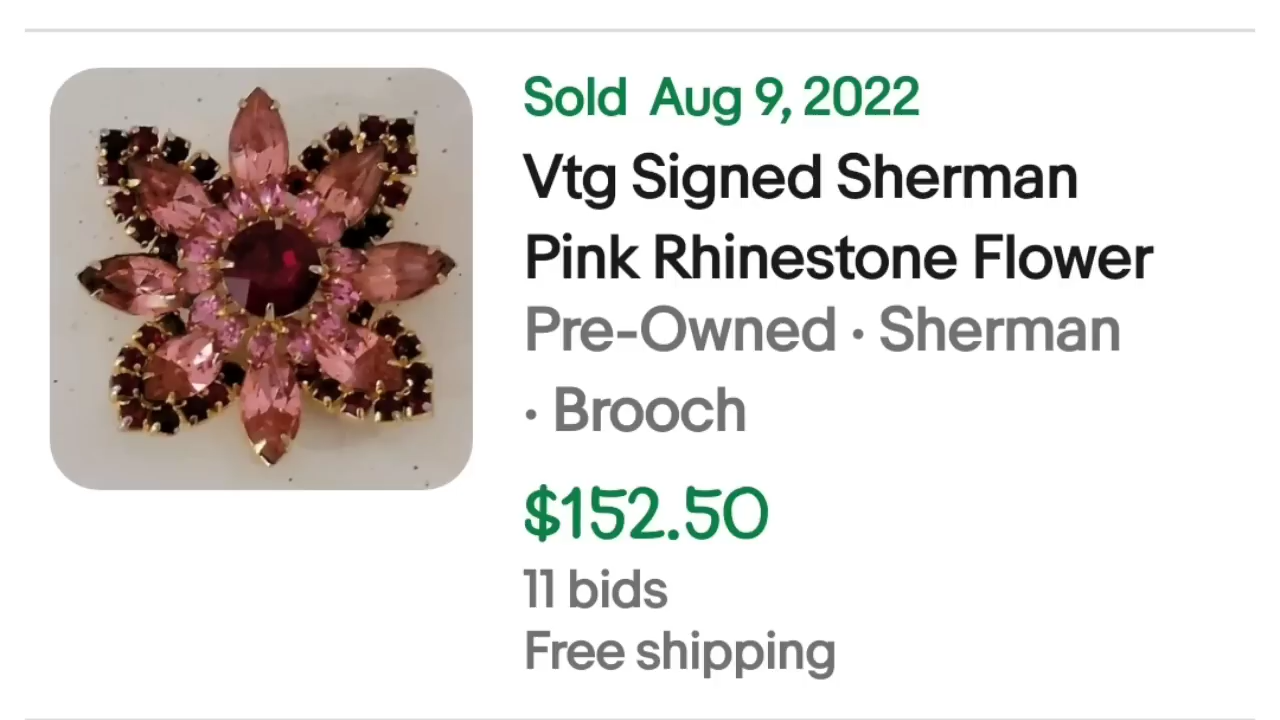 Sold Aug 9, 2022
Vtg Signed Sherman
Pink Rhinestone Flower
Pre-Owned · Sherman
· Brooch
$152.50
11 bids
Free shipping